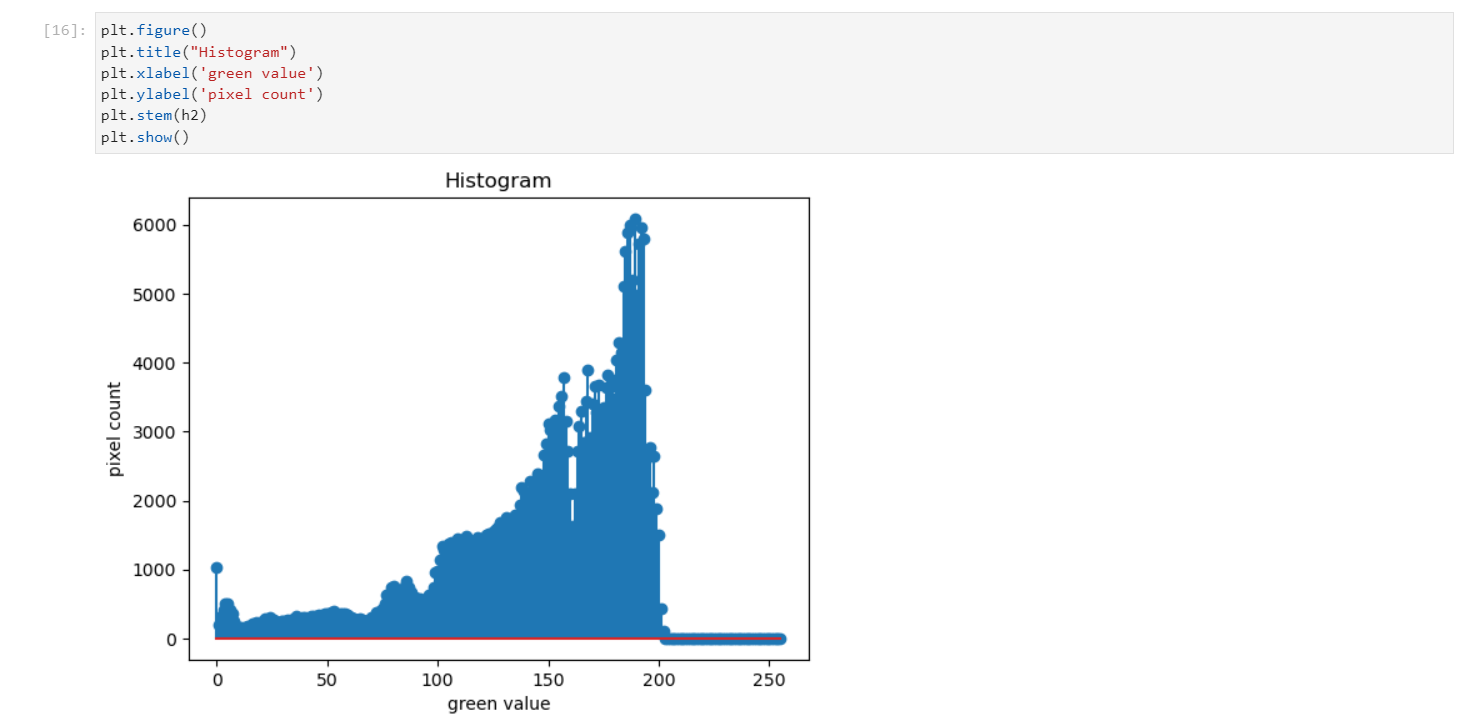 [16]: plt.figure()
plt.title("Histogram")
plt.xlabel('green value')
plt.ylabel('pixel count')
plt.stem(h2)
plt.show()
Histogram
6000
5000
4000
3000
2000
1000
0
pixel count
0 50 100 150 200 250
green value